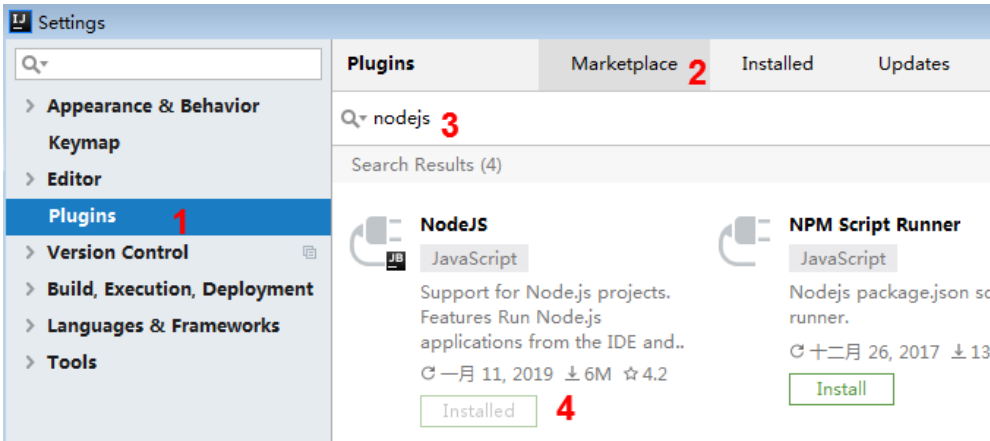 IJ Settings
Plugins Marketplace 2 Installed Updates
nodejs 3
Search Results (4)
Appearance & Behavior
Keymap
Editor
Plugins 1
Version Control
Build, Execution, Deployment
Languages & Frameworks
Tools
NodeJS
JB
JavaScript
Support for Node.js projects.
Features Run Node.js
applications from the IDE and..
一月 11, 2019 6M 4.2
Installed 4
NPM Script Runner
JavaScript
Nodejs package.json sc
runner.
十二月 26, 2017 13
Install